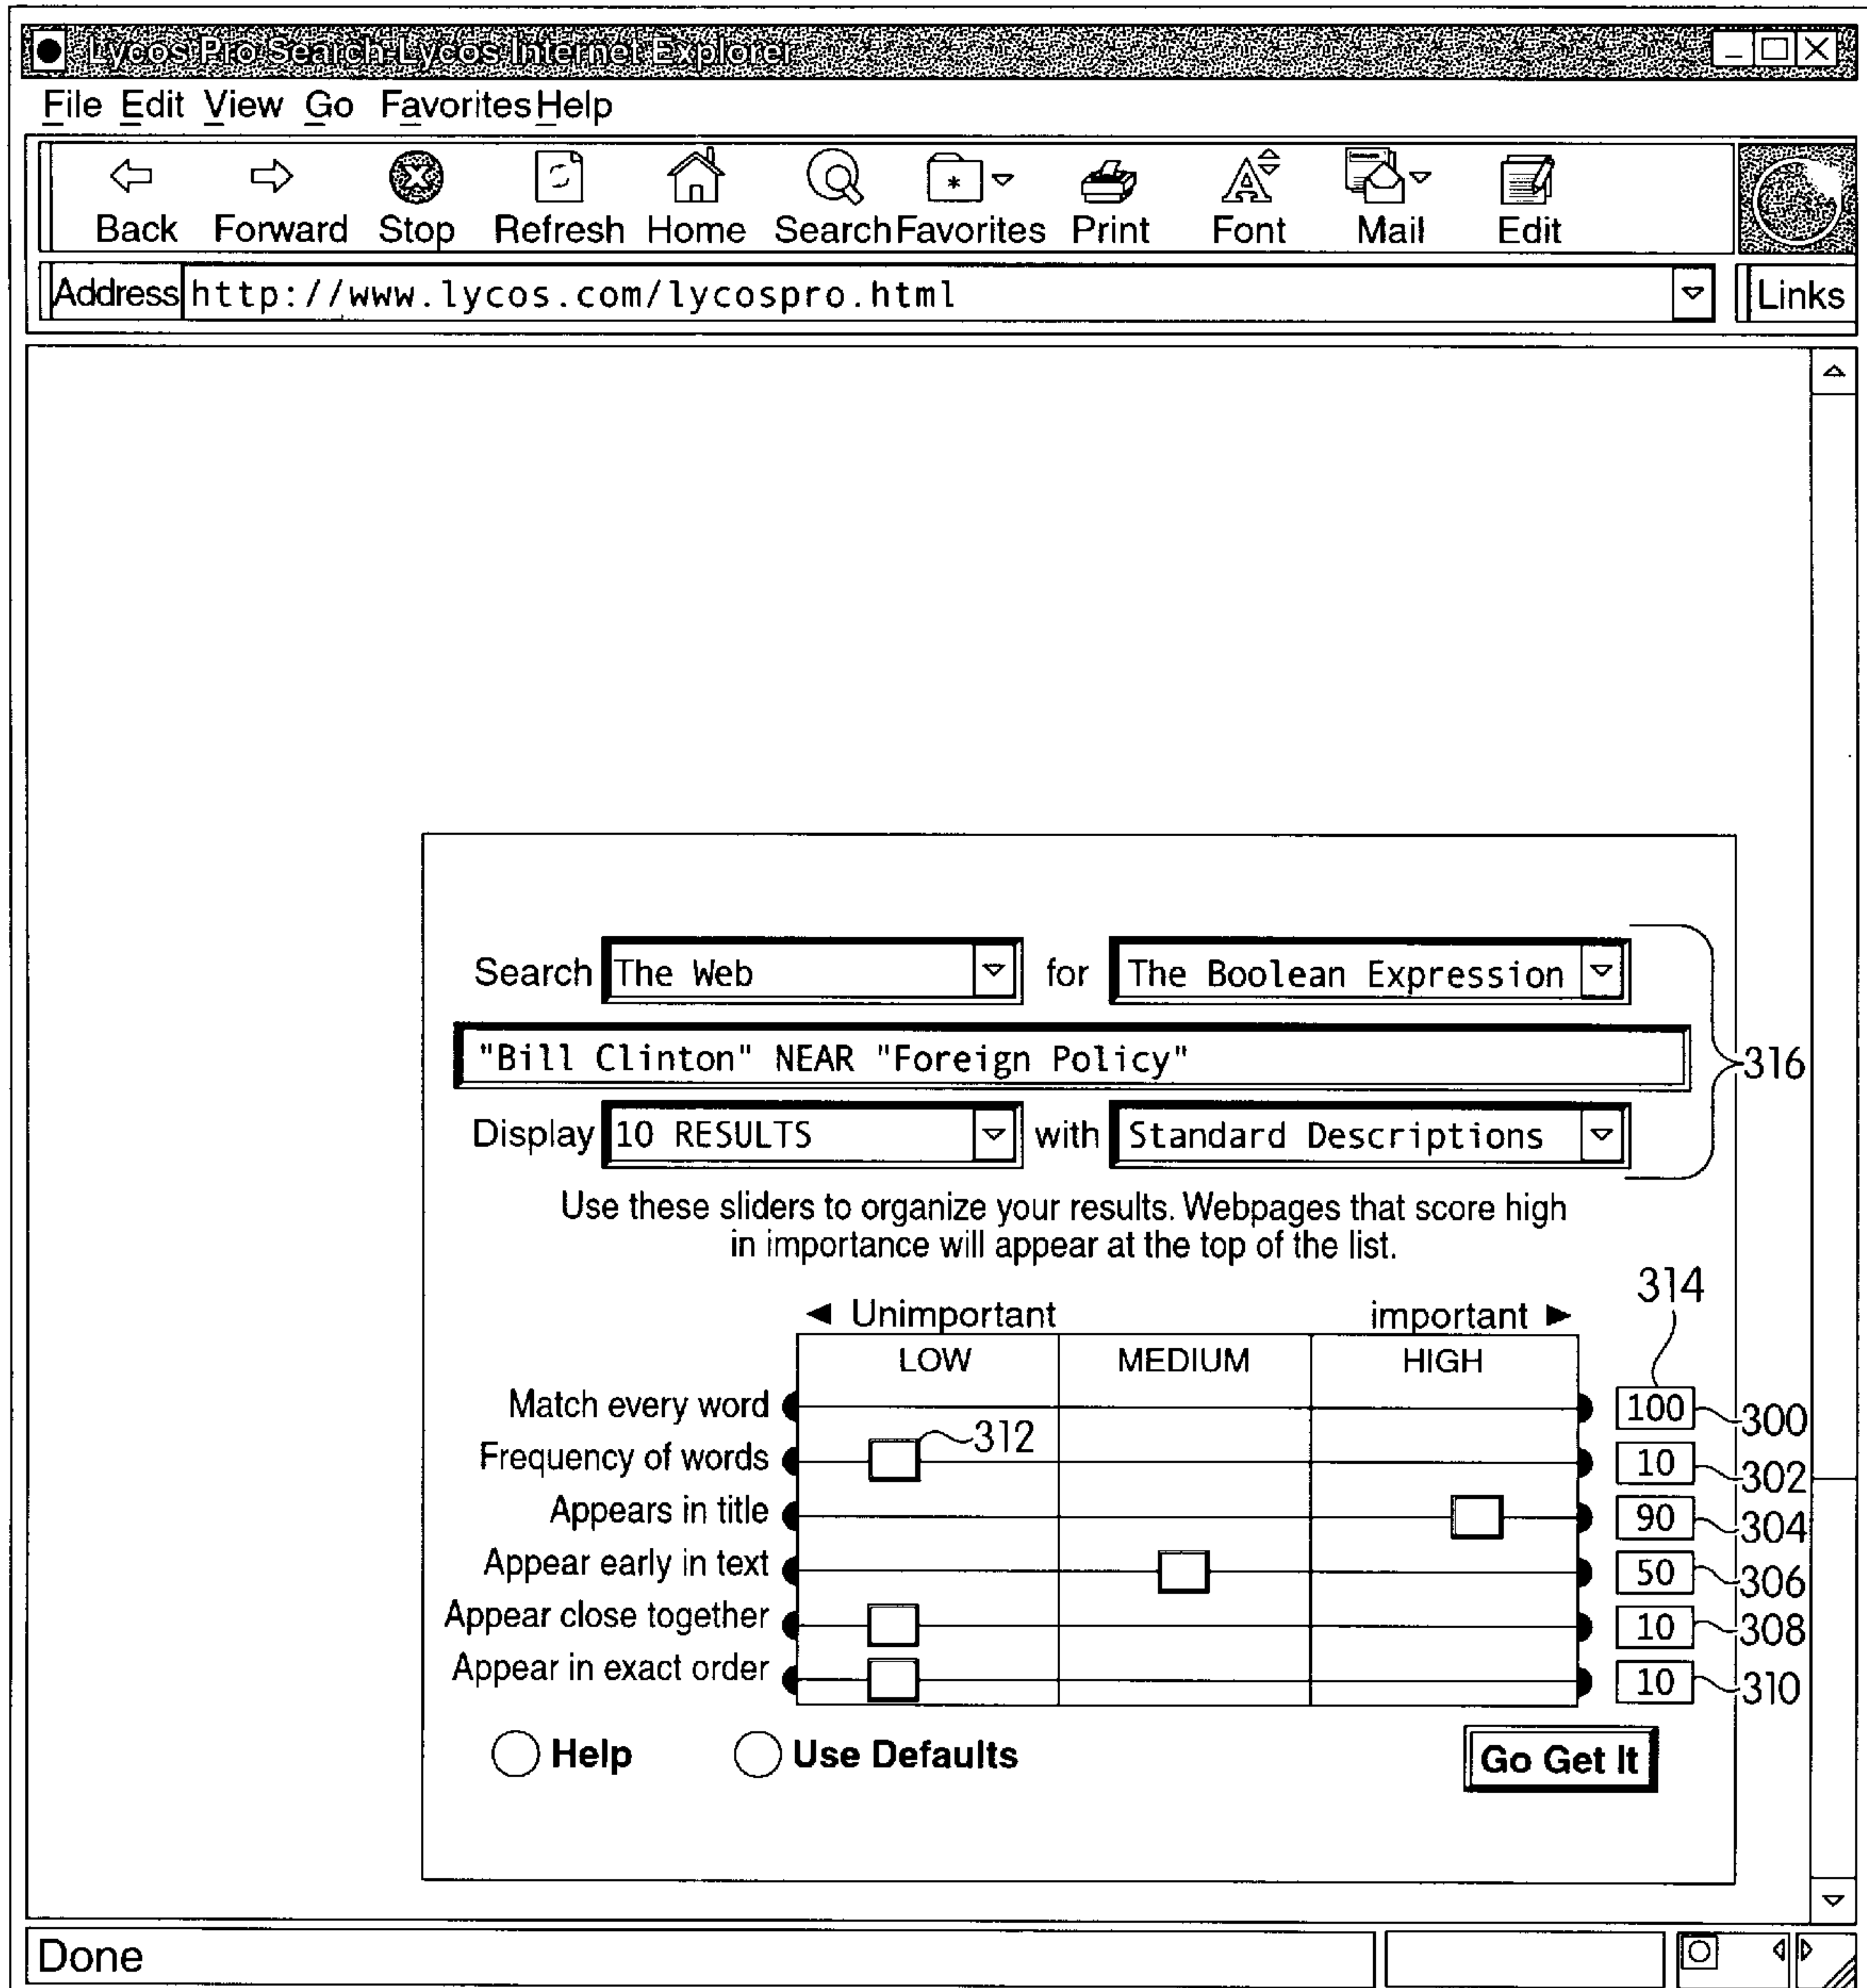 Lycos Pro Search-Lycos Internet Explorer
File Edit View Go Favorites Help
Back Forward Stop Refresh Home Search Favorites Print Font Mail Edit
Address http://www.lycos.com/lycospro.html Links
Search The Web for The Boolean Expression
"Bill Clinton" NEAR "Foreign Policy"
316
Display 10 RESULTS with Standard Descriptions
Use these sliders to organize your results. Webpages that score high
in importance will appear at the top of the list.
314
◄ Unimportant important ►
LOW MEDIUM HIGH
Match every word 100 300
Frequency of words 312 10 302
Appears in title 90 304
Appear early in text 50 306
Appear close together 10 308
Appear in exact order 10 310
Help Use Defaults Go Get It
Done